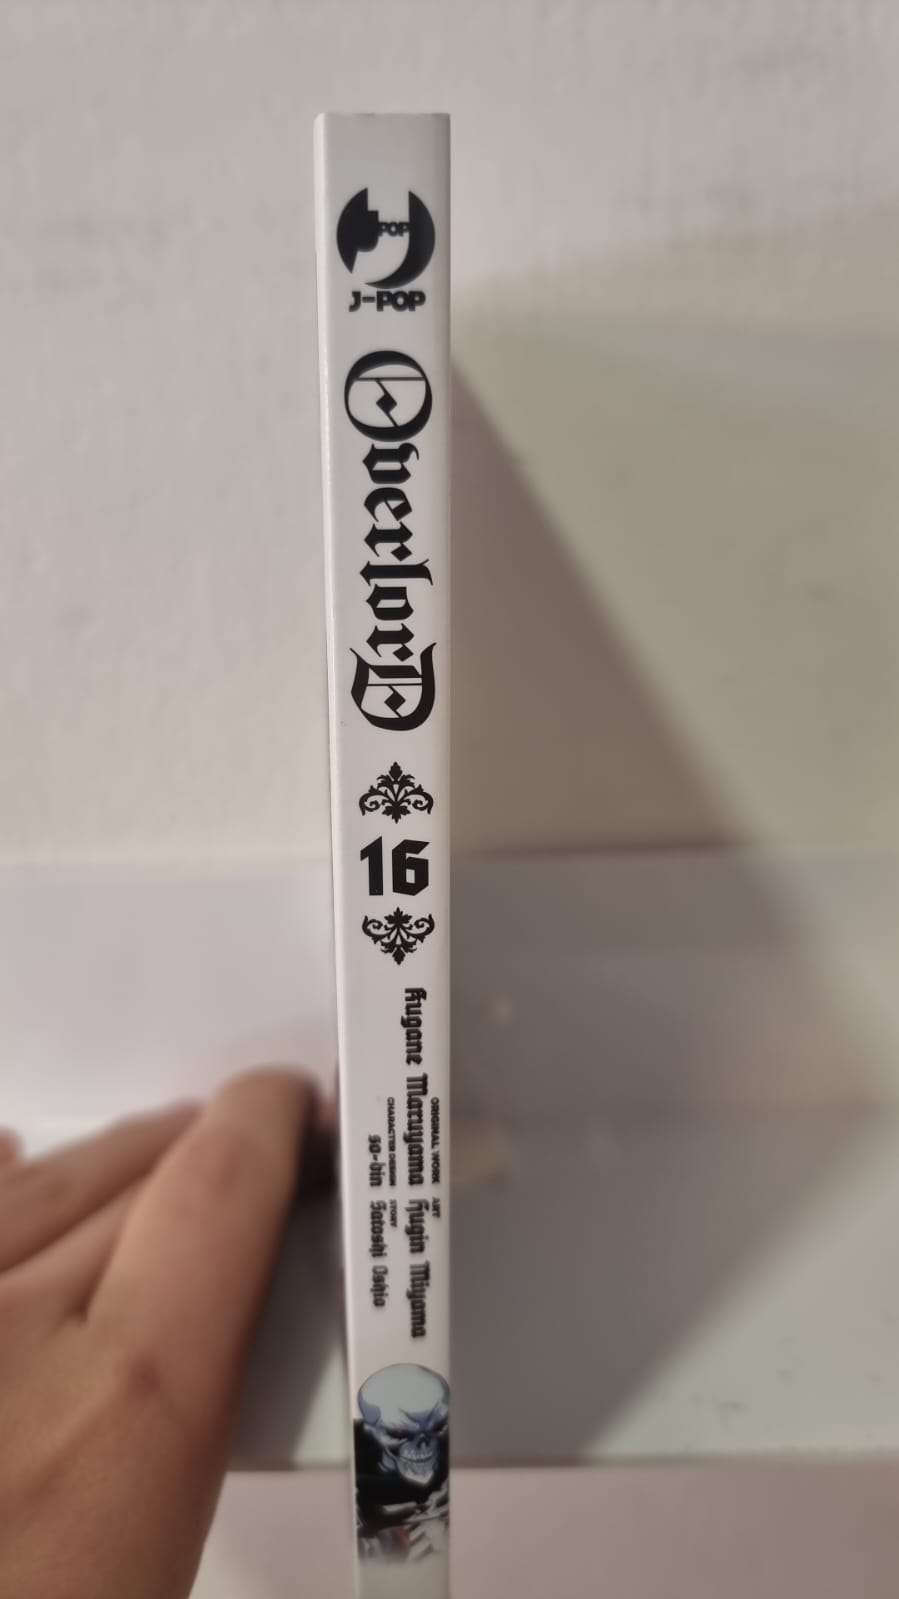 POP
J-POP
Overlord
16
ORIGINAL WORK
Kugane Maruyama
ART
Hugin Miyama
CHARACTER DESIGN
so-bin
STORY
Satoshi Oshio